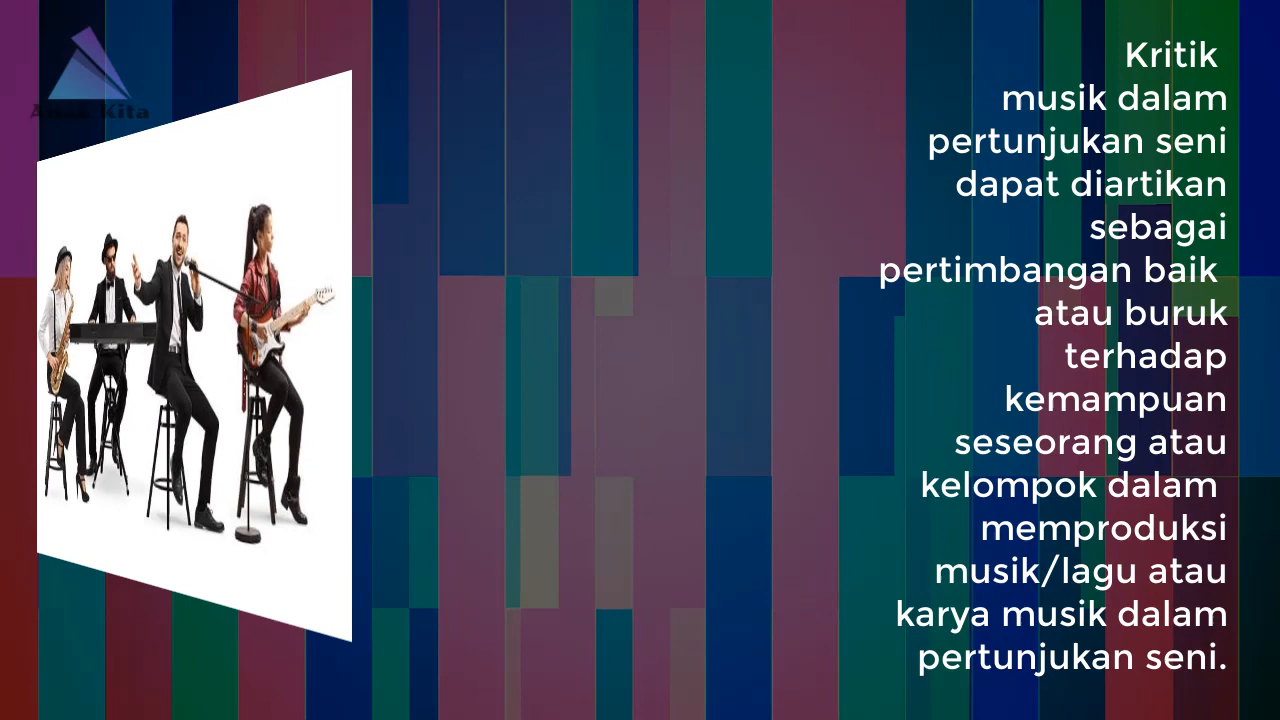 Kita
Kritik
musik dalam
pertunjukan seni
dapat diartikan
sebagai
pertimbangan baik
atau buruk
terhadap
kemampuan
seseorang atau
kelompok dalam
memproduksi
musik/lagu atau
karya musik dalam
pertunjukan seni.